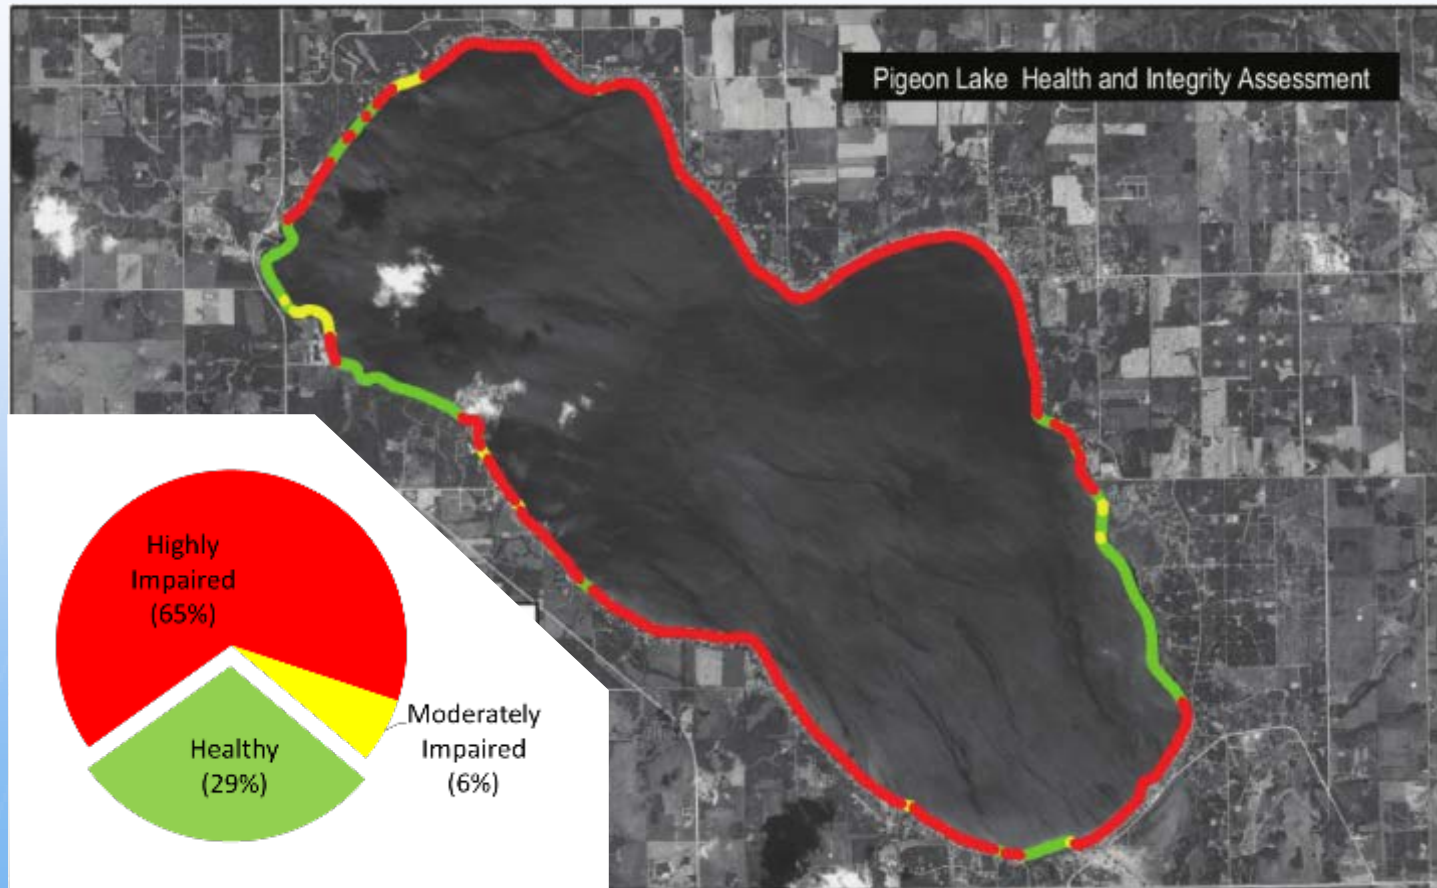 Pigeon Lake  Health and Integrity Assessment
Highly
Impaired
(65%)
Moderately
Impaired
(6%)
Healthy
(29%)